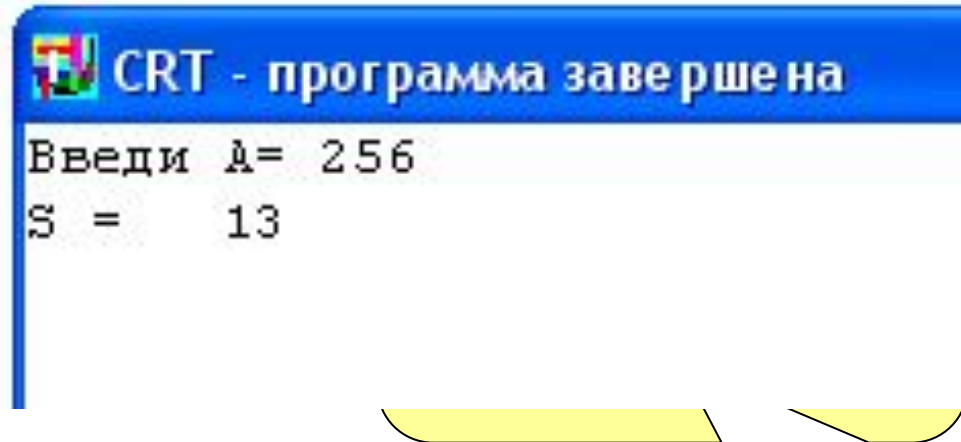 CRT - программа завершена
Введи A= 256
S =   13